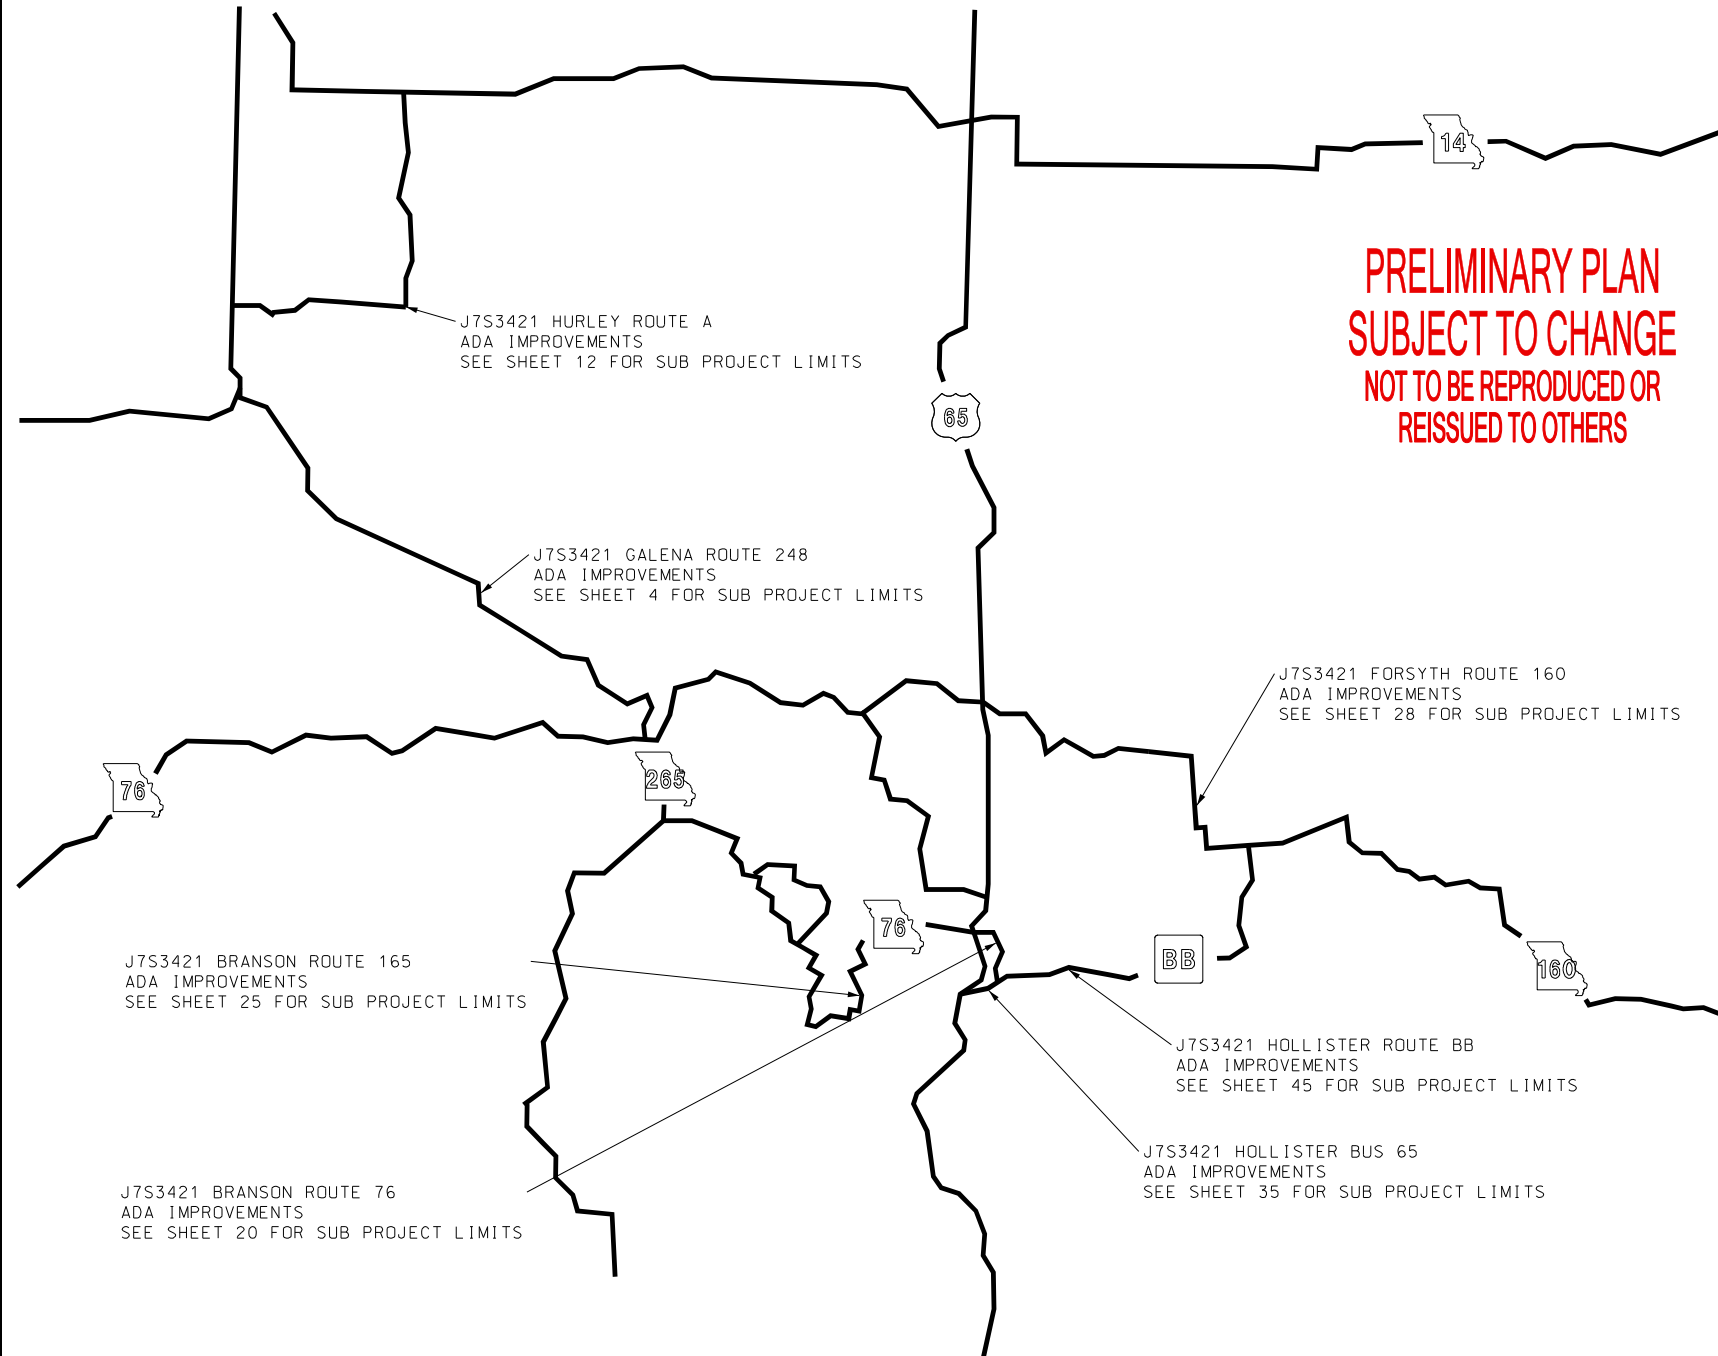 14
PRELIMINARY PLAN
SUBJECT TO CHANGE
NOT TO BE REPRODUCED OR
REISSUED TO OTHERS
J7S3421 HURLEY ROUTE A
ADA IMPROVEMENTS
SEE SHEET 12 FOR SUB PROJECT LIMITS
65
J7S3421 GALENA ROUTE 248
ADA IMPROVEMENTS
SEE SHEET 4 FOR SUB PROJECT LIMITS
J7S3421 FORSYTH ROUTE 160
ADA IMPROVEMENTS
SEE SHEET 28 FOR SUB PROJECT LIMITS
76
265
76
BB
160
J7S3421 BRANSON ROUTE 165
ADA IMPROVEMENTS
SEE SHEET 25 FOR SUB PROJECT LIMITS
J7S3421 HOLLISTER ROUTE BB
ADA IMPROVEMENTS
SEE SHEET 45 FOR SUB PROJECT LIMITS
J7S3421 HOLLISTER BUS 65
ADA IMPROVEMENTS
SEE SHEET 35 FOR SUB PROJECT LIMITS
J7S3421 BRANSON ROUTE 76
ADA IMPROVEMENTS
SEE SHEET 20 FOR SUB PROJECT LIMITS